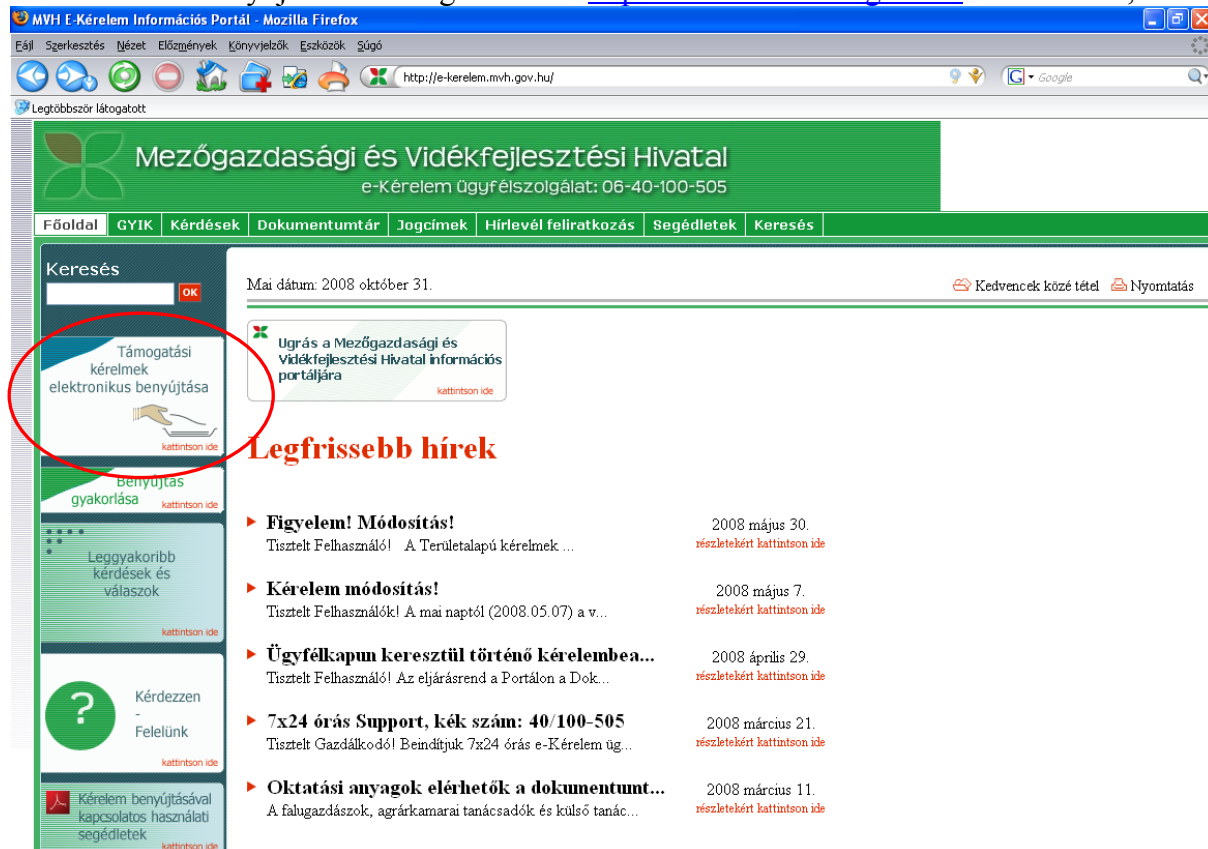 MVH E-Kérelem Információs Portál - Mozilla Firefox
Fájl Szerkesztés Nézet Előzmények Könyvjelzők Eszközök Súgó
http://e-kerelem.mvh.gov.hu/
G Google
Legtöbbször látogatott
Mezőgazdasági és Vidékfejlesztési Hivatal
e-Kérelem ügyfélszolgálat: 06-40-100-505
Főoldal GYIK Kérdések Dokumentumtár Jogcímek Hírlevél feliratkozás Segédletek Keresés
Keresés
OK
Támogatási
kérelmek
elektronikus benyújtása
kattintson ide
Benyújtás
gyakorlása
kattintson ide
Leggyakoribb
kérdések és
válaszok
kattintson ide
?
Kérdezzen
-
Felelünk
kattintson ide
Kérelem benyújtásával
kapcsolatos használati
segédletek
kattintson ide
Mai dátum: 2008 október 31.
Kedvencek közé tétel Nyomtatás
Ugrás a Mezőgazdasági és
Vidékfejlesztési Hivatal információs
portáljára
kattintson ide
Legfrissebb hírek
Figyelem! Módosítás! 2008 május 30.
Tisztelt Felhasználó! A Területalapú kérelmek ... részletekért kattintson ide
Kérelem módosítás! 2008 május 7.
Tisztelt Felhasználók! A mai naptól (2008.05.07) a v... részletekért kattintson ide
Ügyfélkapun keresztül történő kérelembea... 2008 április 29.
Tisztelt Felhasználó! Az eljárásrend a Portálon a Dok... részletekért kattintson ide
7x24 órás Support, kék szám: 40/100-505 2008 március 21.
Tisztelt Gazdálkodó! Beindítjuk 7x24 órás e-Kérelem üg... részletekért kattintson ide
Oktatási anyagok elérhetők a dokumentumt... 2008 március 11.
A falugazdászok, agrárkamarai tanácsadók és külső tanác... részletekért kattintson ide